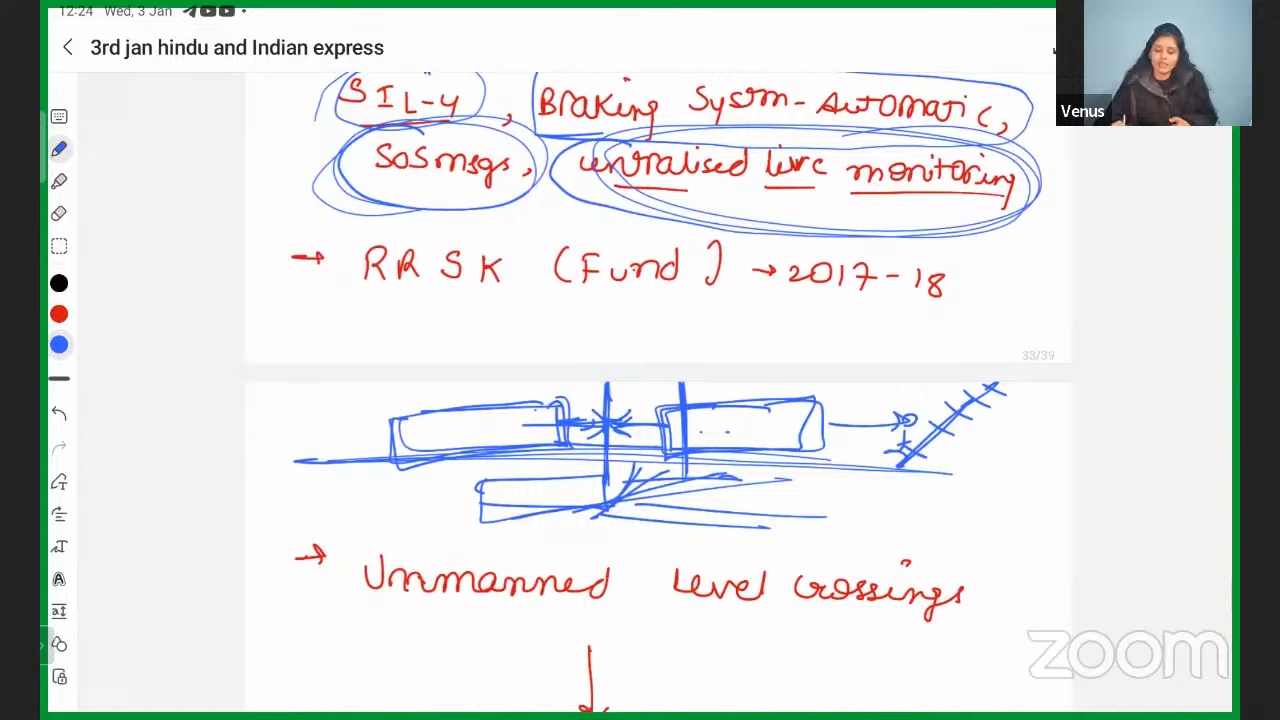 12:24 Wed, 3 Jan
3rd jan hindu and Indian express
Venus
SIL-4, Braking System-Automatic,
SOS msgs, centralised live monitoring
→ RRSK (Fund) → 2017-18
33/39
→ Unmanned Level Crossings
zoom